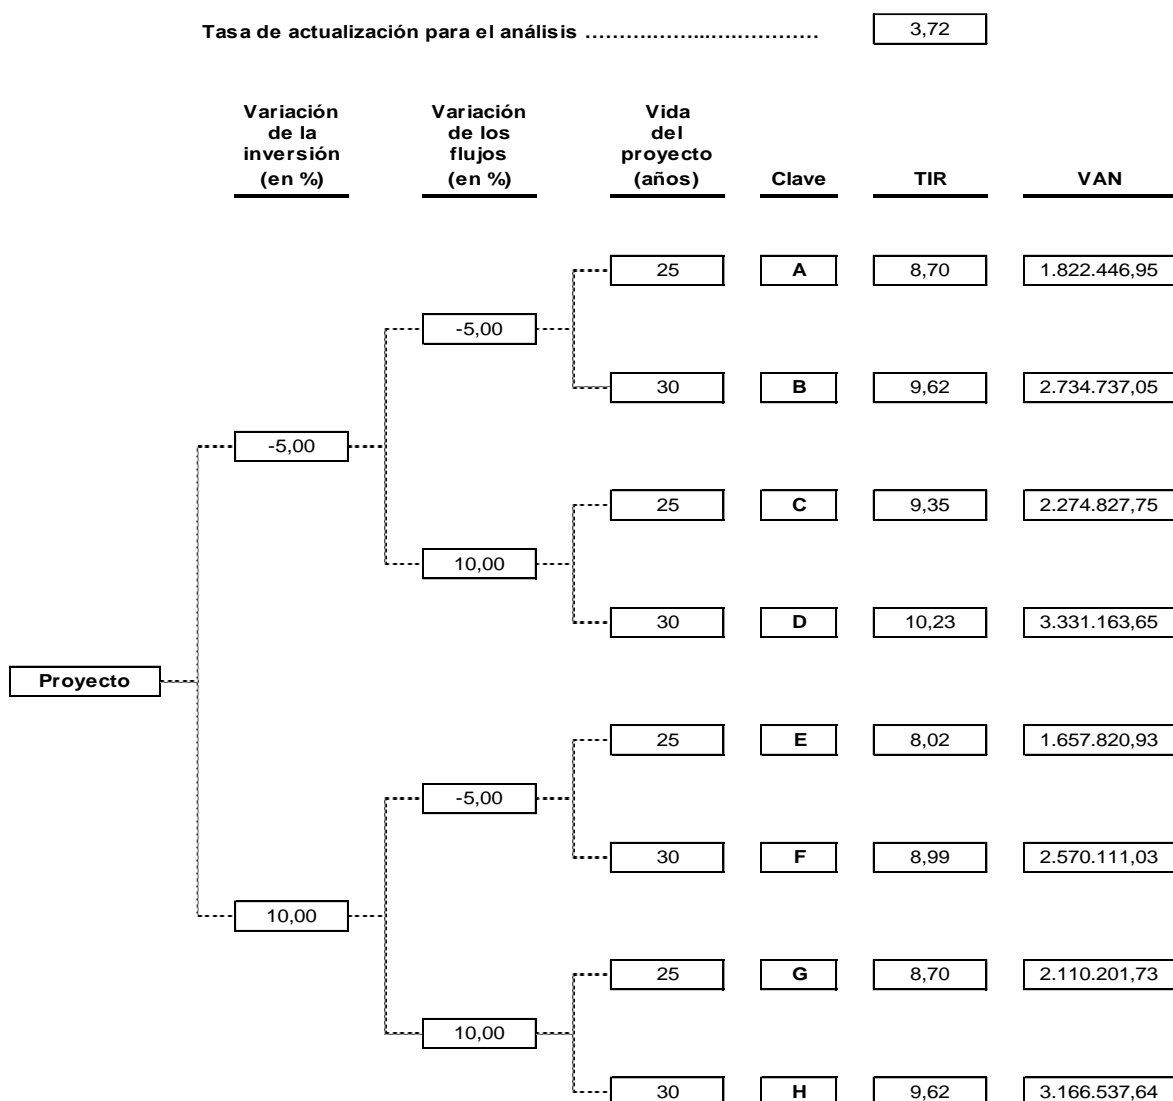 Tasa de actualización para el análisis ……….……...….………… 3,72
Variación de la inversión (en %)
Variación de los flujos (en %)
Vida del proyecto (años)
Clave
TIR
VAN
25 A 8,70 1.822.446,95
-5,00
30 B 9,62 2.734.737,05
-5,00
25 C 9,35 2.274.827,75
10,00
30 D 10,23 3.331.163,65
Proyecto
25 E 8,02 1.657.820,93
-5,00
30 F 8,99 2.570.111,03
10,00
25 G 8,70 2.110.201,73
10,00
30 H 9,62 3.166.537,64